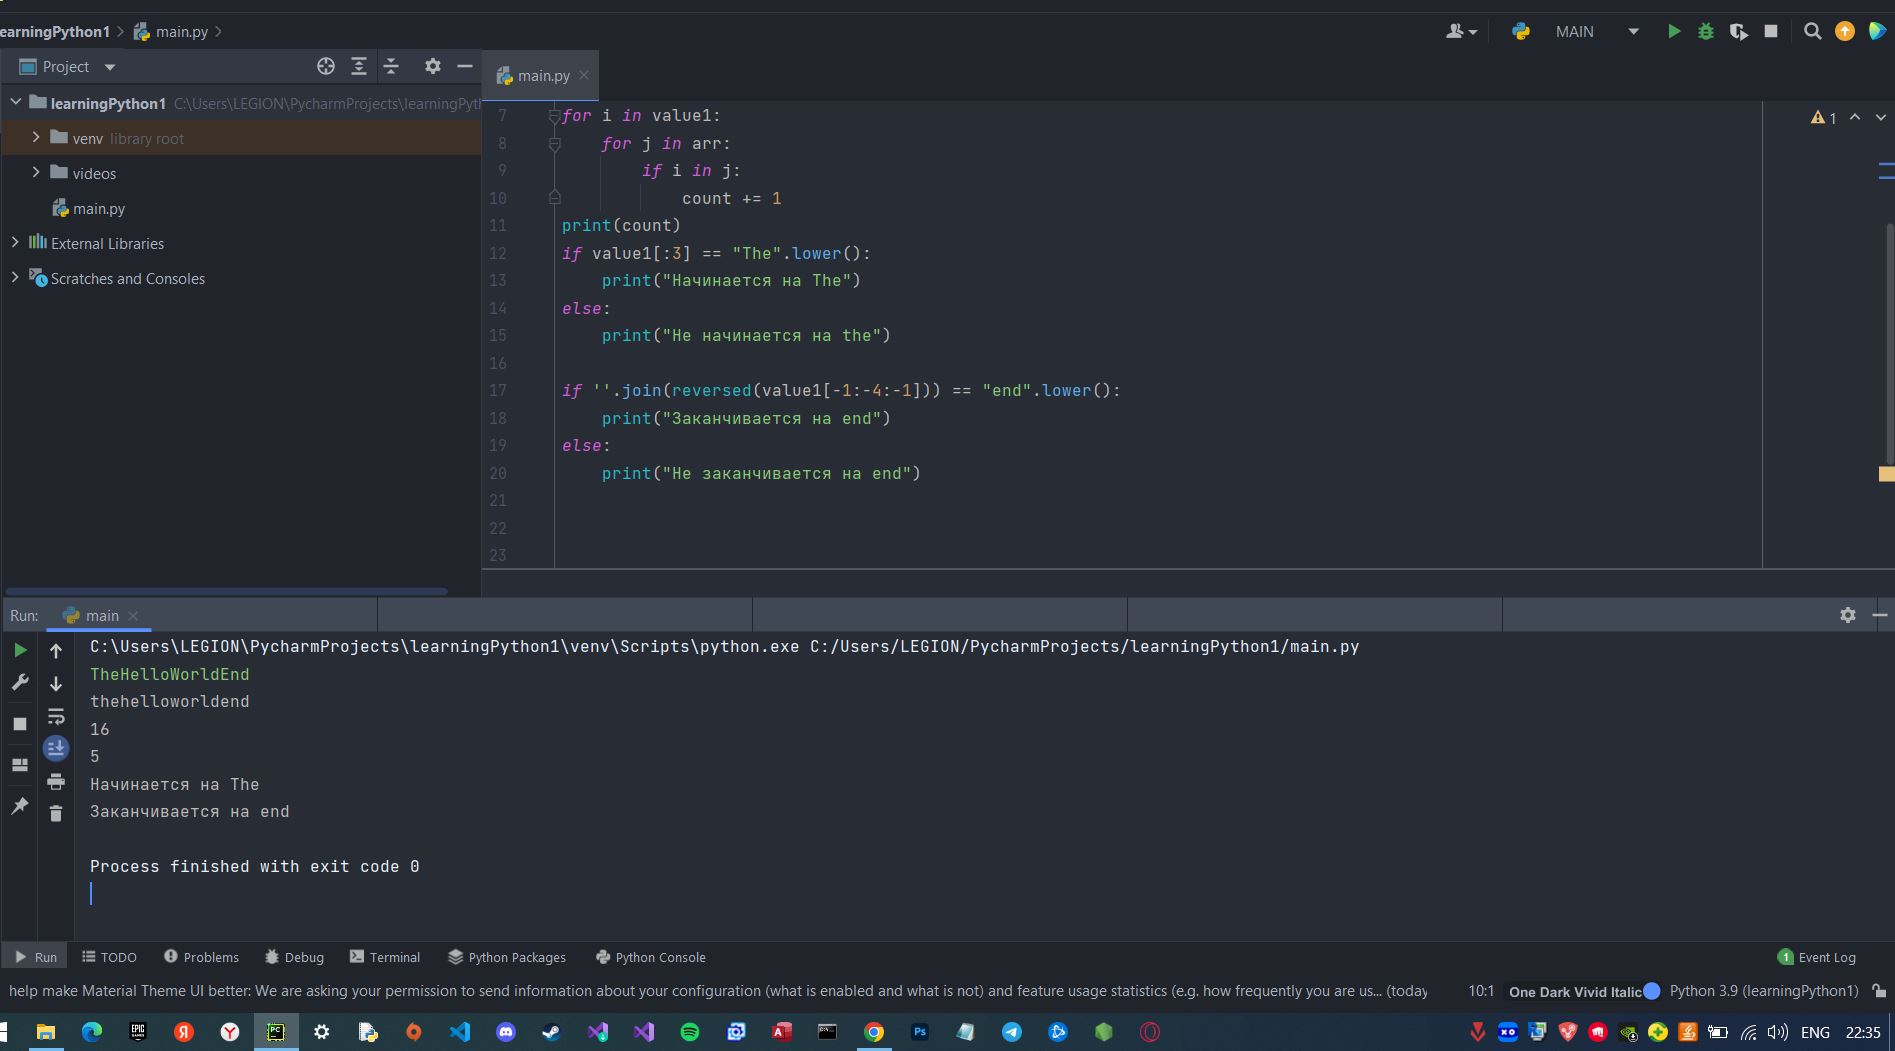 earningPython1 main.py
MAIN
Project
main.py
learningPython1 C:\Users\LEGION\PycharmProjects\learningPyt
venv library root
videos
main.py
External Libraries
Scratches and Consoles
7 for i in value1:
8 for j in arr:
9 if i in j:
10 count += 1
11 print(count)
12 if value1[:3] == "The".lower():
13 print("Начинается на The")
14 else:
15 print("Не начинается на the")
16
17 if ''.join(reversed(value1[-1:-4:-1])) == "end".lower():
18 print("Заканчивается на end")
19 else:
20 print("Не заканчивается на end")
21
22
23
1
Run: main
C:\Users\LEGION\PycharmProjects\learningPython1\venv\Scripts\python.exe C:/Users/LEGION/PycharmProjects/learningPython1/main.py
TheHelloWorldEnd
thehelloworldend
16
5
Начинается на The
Заканчивается на end
Process finished with exit code 0
Run TODO Problems Debug Terminal Python Packages Python Console 1 Event Log
help make Material Theme UI better: We are asking your permission to send information about your configuration (what is enabled and what is not) and feature usage statistics (e.g. how frequently you are us... (today 10:1 One Dark Vivid Italic Python 3.9 (learningPython1)
EPIC GAMES Я Y PC Ps ENG 22:35